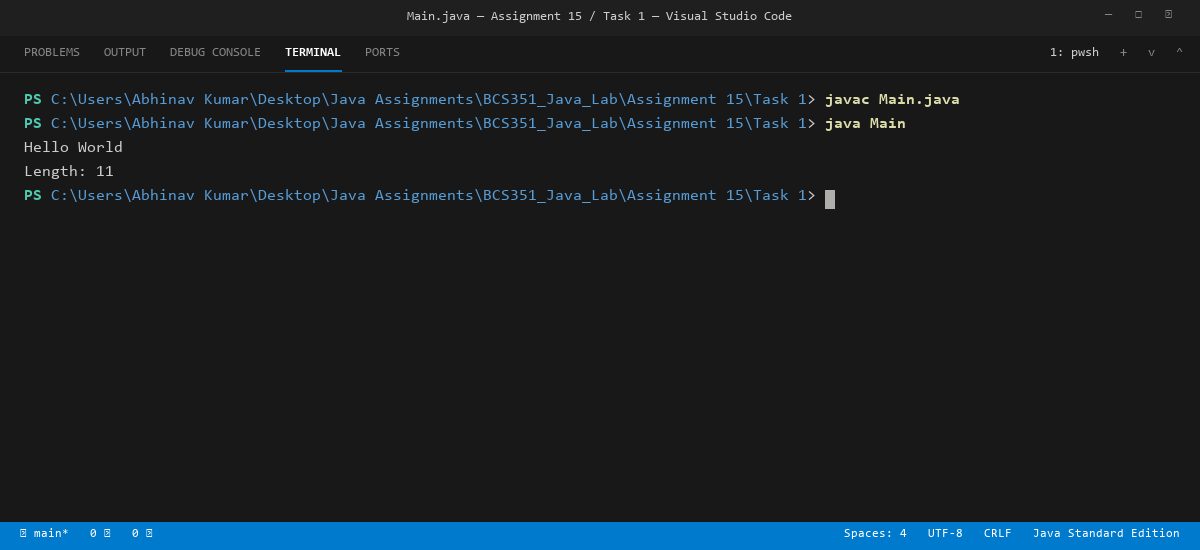 Main.java — Assignment 15 / Task 1 — Visual Studio Code
PROBLEMS OUTPUT DEBUG CONSOLE TERMINAL PORTS 1: pwsh + v ^
PS C:\Users\Abhinav Kumar\Desktop\Java Assignments\BCS351_Java_Lab\Assignment 15\Task 1> javac Main.java
PS C:\Users\Abhinav Kumar\Desktop\Java Assignments\BCS351_Java_Lab\Assignment 15\Task 1> java Main
Hello World
Length: 11
PS C:\Users\Abhinav Kumar\Desktop\Java Assignments\BCS351_Java_Lab\Assignment 15\Task 1>
main* 0 0 Spaces: 4 UTF-8 CRLF Java Standard Edition